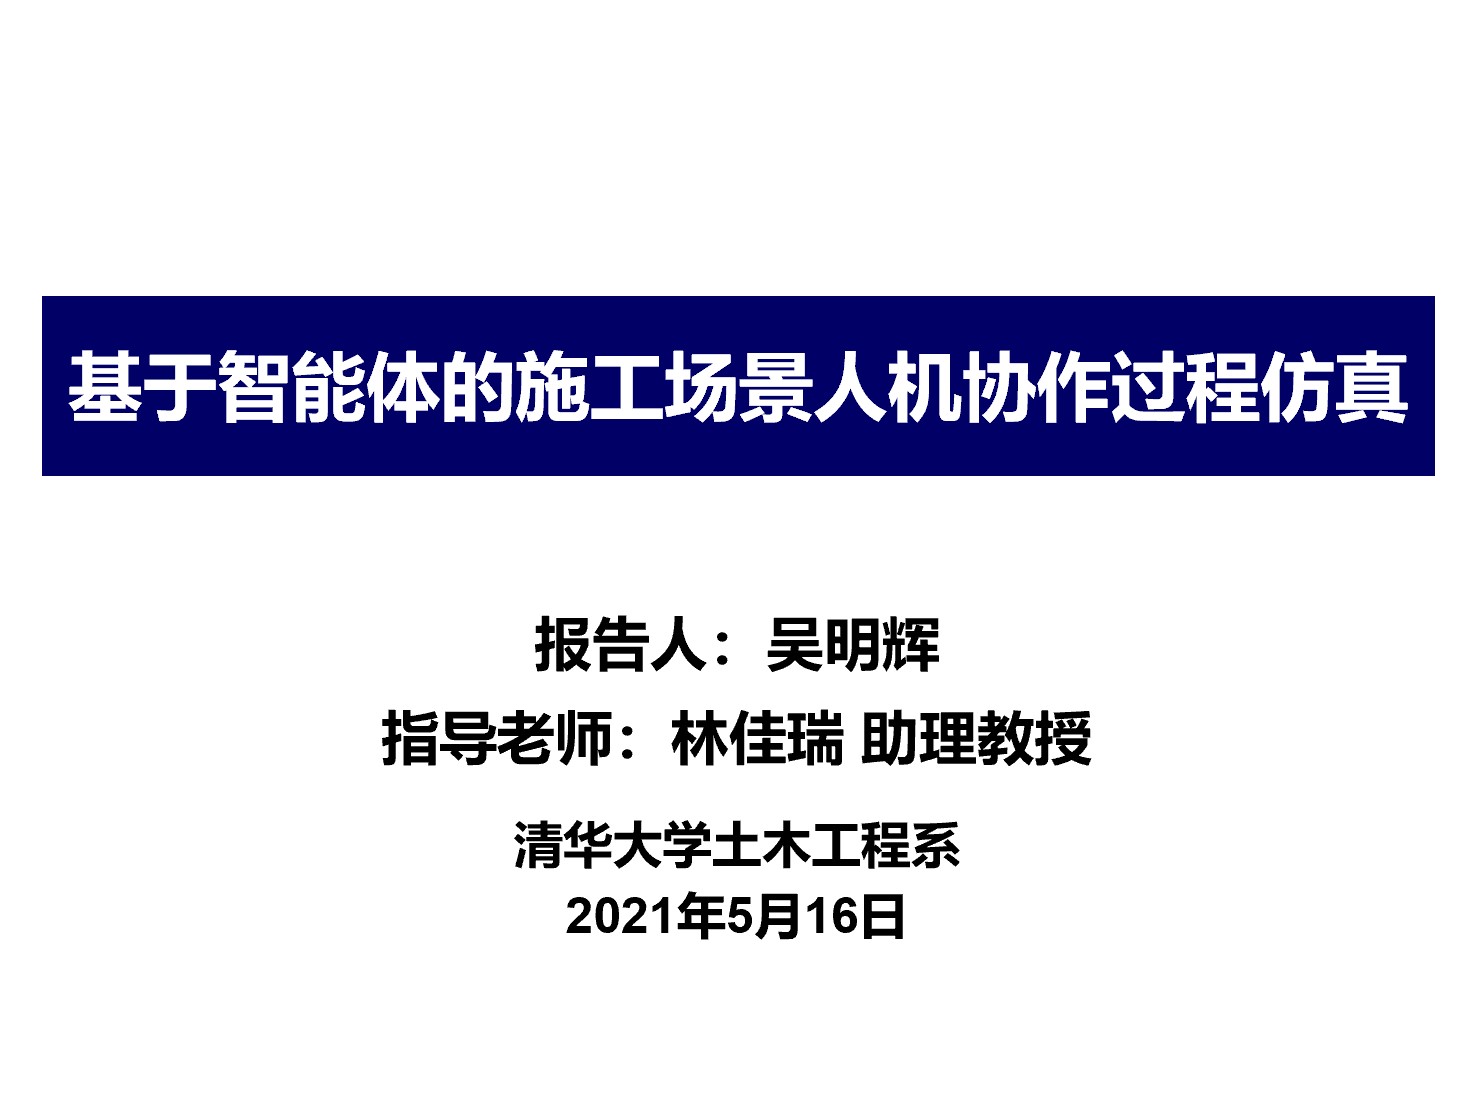 基于智能体的施工场景人机协作过程仿真
报告人：吴明辉
指导老师：林佳瑞 助理教授
清华大学土木工程系
2021年5月16日